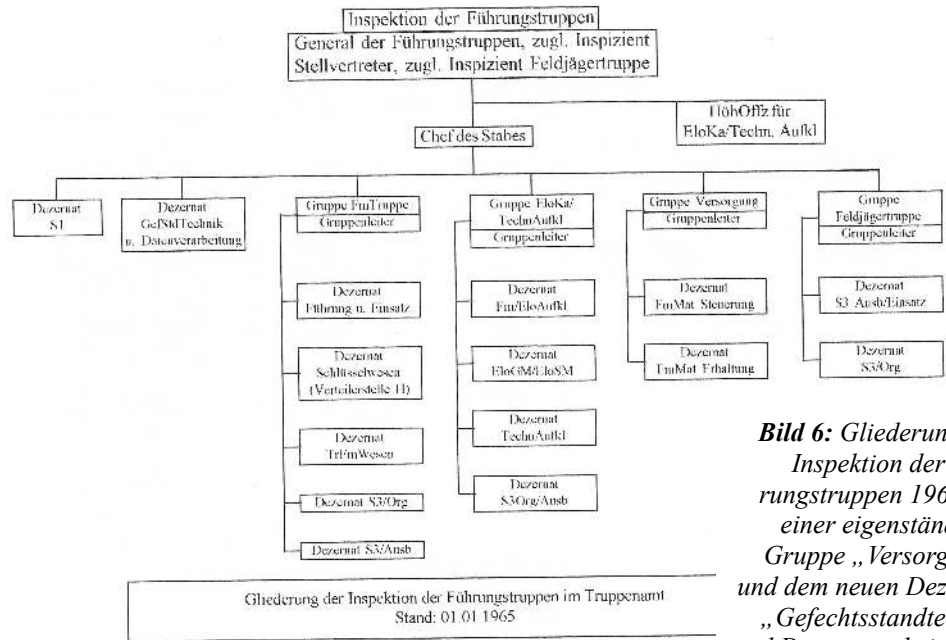 Inspektion der Führungstruppen
General der Führungstruppen, zugl. Inspizient
Stellvertreter, zugl. Inspizient Feldjägertruppe
HöhOffz für
EloKa/Techn. Aufkl
Chef des Stabes
Dezernat
S1
Dezernat
GefStdTechnik
u. Datenverarbeitung
Gruppe FmTruppe
Gruppenleiter
Dezernat
Führung u. Einsatz
Dezernat
Schlüsselwesen
(Verteilerstelle H)
Dezernat
TrFmWesen
Dezernat S3/Org
Dezernat S3/Ausb
Gruppe EloKa/
TechnAufkl
Gruppenleiter
Dezernat
Fm/EloAufkl
Dezernat
EloGM/EloSM
Dezernat
TechnAufkl
Dezernat
S3Org/Ausb
Gruppe Versorgung
Gruppenleiter
Dezernat
FmMat Steuerung
Dezernat
FmMat Erhaltung
Gruppe
Feldjägertruppe
Gruppenleiter
Dezernat
S3 Ausb/Einsatz
Dezernat
S3/Org
Gliederung der Inspektion der Führungstruppen im Truppenamt
Stand: 01.01.1965
Bild 6: Gliederun
Inspektion der
rungstruppen 196
einer eigenstän
Gruppe „Versorg
und dem neuen Dez
„Gefechtsstandte